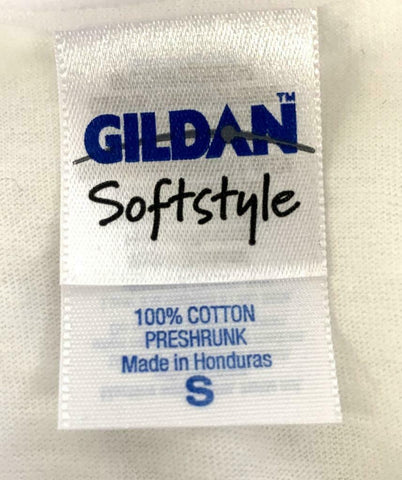 GILDAN™
Softstyle
100% COTTON
PRESHRUNK
Made in Honduras
S